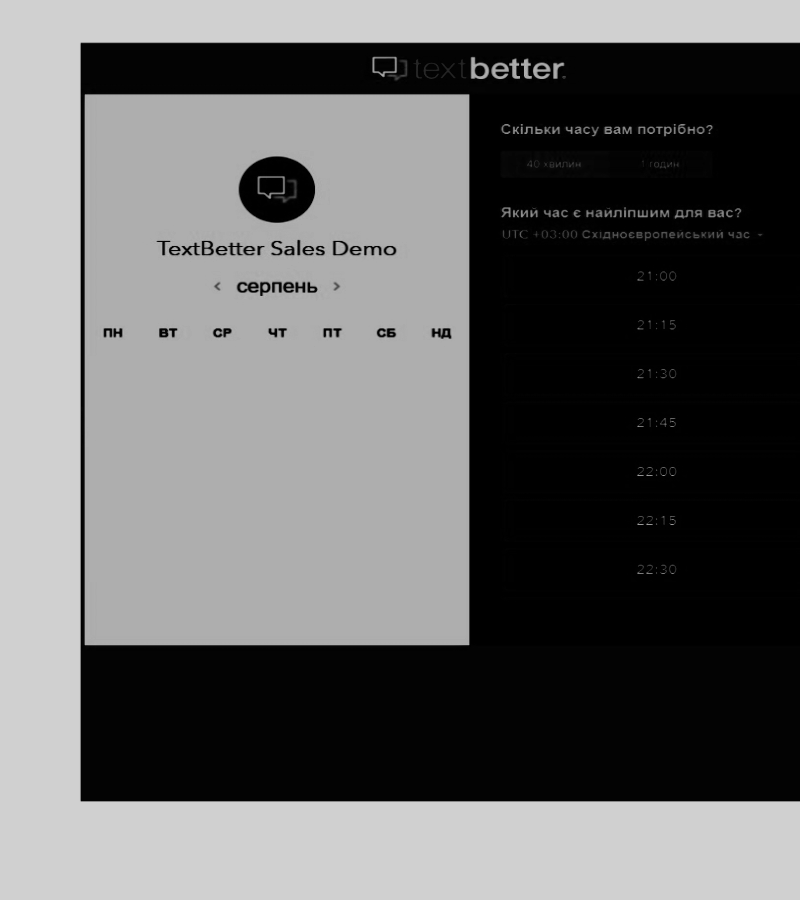 textbetter
TextBetter Sales Demo
< серпень >
ПН ВТ СР ЧТ ПТ СБ НД
Скільки часу вам потрібно?
40 хвилин 1 годин
Який час є найліпшим для вас?
UTC +03:00 Східноєвропейський час
21:00
21:15
21:30
21:45
22:00
22:15
22:30